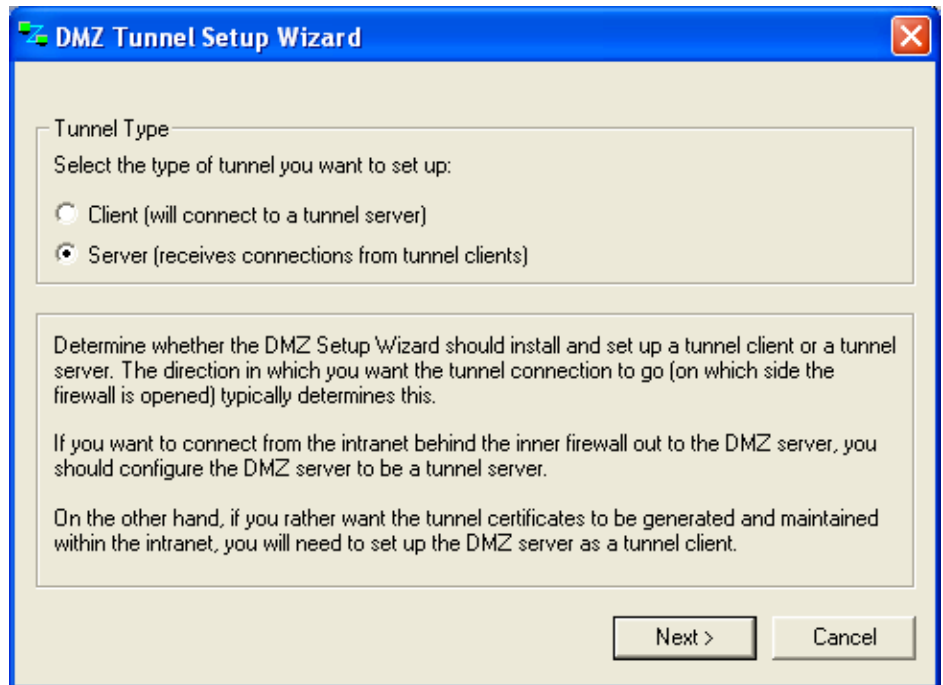 DMZ Tunnel Setup Wizard
Tunnel Type
Select the type of tunnel you want to set up:
Client (will connect to a tunnel server)
Server (receives connections from tunnel clients)
Determine whether the DMZ Setup Wizard should install and set up a tunnel client or a tunnel
server. The direction in which you want the tunnel connection to go (on which side the
firewall is opened) typically determines this.
If you want to connect from the intranet behind the inner firewall out to the DMZ server, you
should configure the DMZ server to be a tunnel server.
On the other hand, if you rather want the tunnel certificates to be generated and maintained
within the intranet, you will need to set up the DMZ server as a tunnel client.
Next >
Cancel